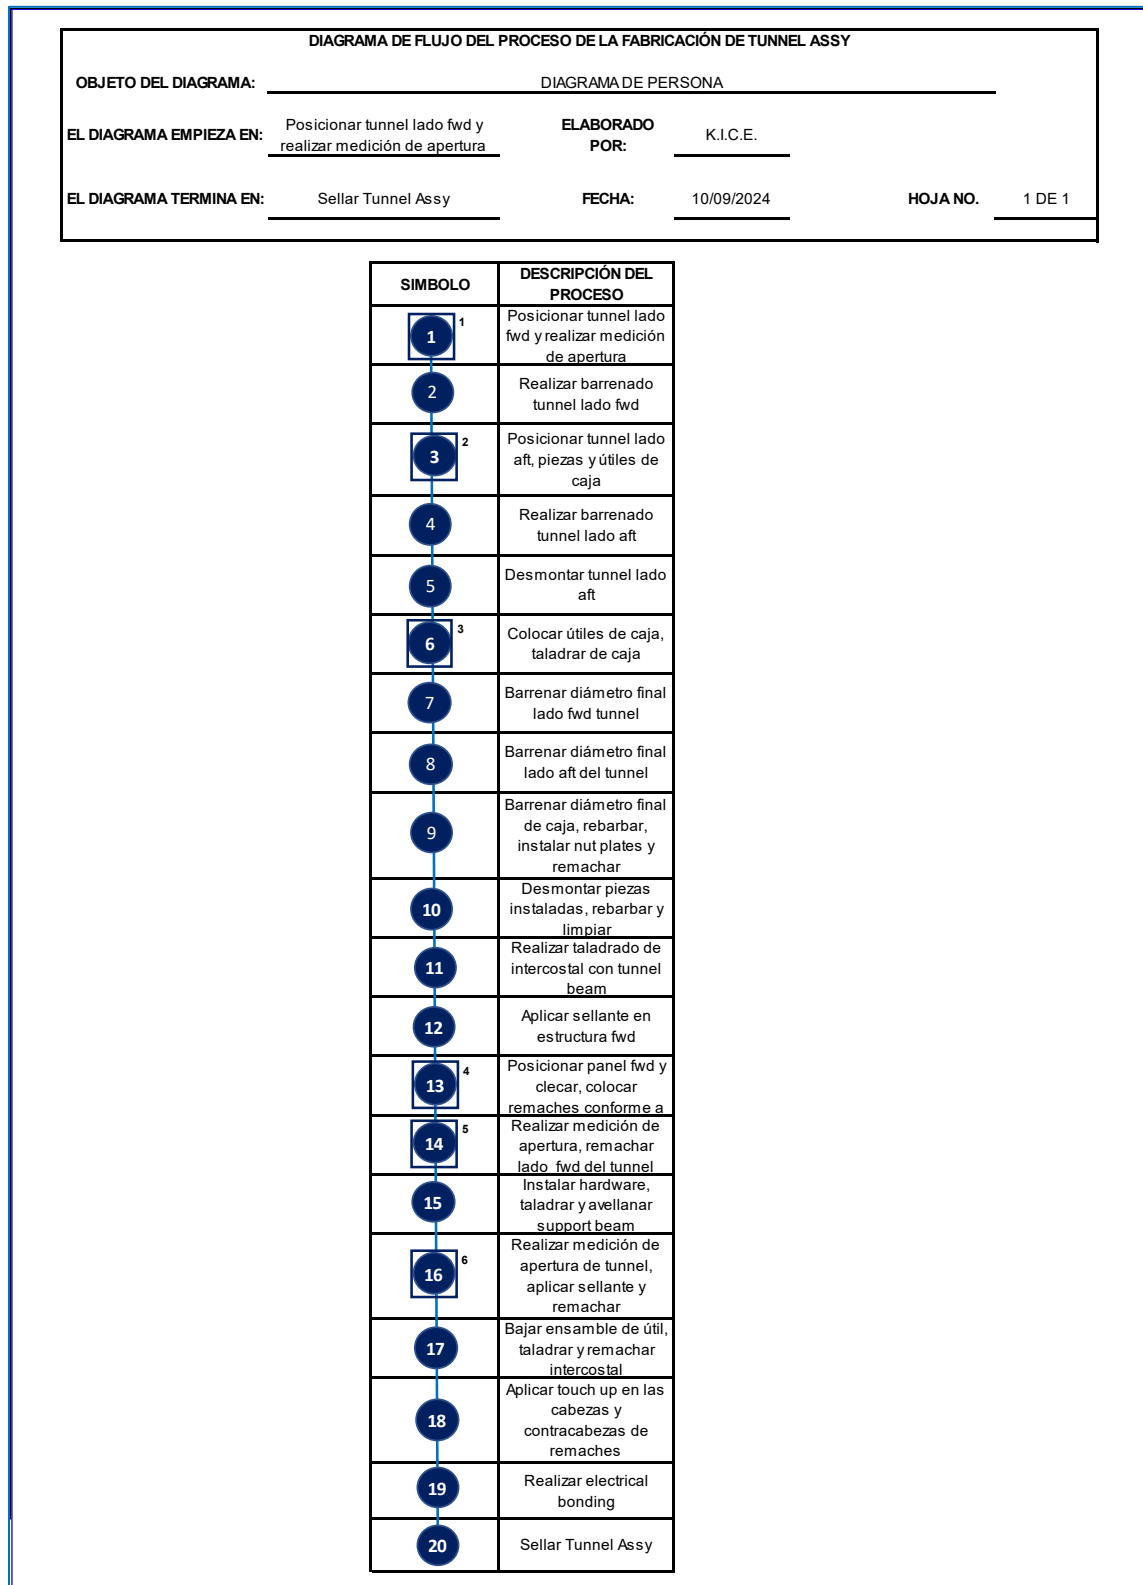 DIAGRAMA DE FLUJO DEL PROCESO DE LA FABRICACIÓN DE TUNNEL ASSY
OBJETO DEL DIAGRAMA: DIAGRAMA DE PERSONA
EL DIAGRAMA EMPIEZA EN: Posicionar tunnel lado fwd y
realizar medición de apertura
ELABORADO
POR: K.I.C.E.
EL DIAGRAMA TERMINA EN: Sellar Tunnel Assy FECHA: 10/09/2024 HOJA NO. 1 DE 1
SIMBOLO DESCRIPCIÓN DEL
PROCESO
1 1 Posicionar tunnel lado
fwd y realizar medición
de apertura
2 Realizar barrenado
tunnel lado fwd
3 2 Posicionar tunnel lado
aft, piezas y útiles de
caja
4 Realizar barrenado
tunnel lado aft
5 Desmontar tunnel lado
aft
6 3 Colocar útiles de caja,
taladrar de caja
7 Barrenar diámetro final
lado fwd tunnel
8 Barrenar diámetro final
lado aft del tunnel
9 Barrenar diámetro final
de caja, rebarbar,
instalar nut plates y
remachar
10 Desmontar piezas
instaladas, rebarbar y
limpiar
11 Realizar taladrado de
intercostal con tunnel
beam
12 Aplicar sellante en
estructura fwd
13 4 Posicionar panel fwd y
clecar, colocar
remaches conforme a
14 5 Realizar medición de
apertura, remachar
lado fwd del tunnel
15 Instalar hardware,
taladrar y avellanar
support beam
16 6 Realizar medición de
apertura de tunnel,
aplicar sellante y
remachar
17 Bajar ensamble de útil,
taladrar y remachar
intercostal
18 Aplicar touch up en las
cabezas y
contracabezas de
remaches
19 Realizar electrical
bonding
20 Sellar Tunnel Assy